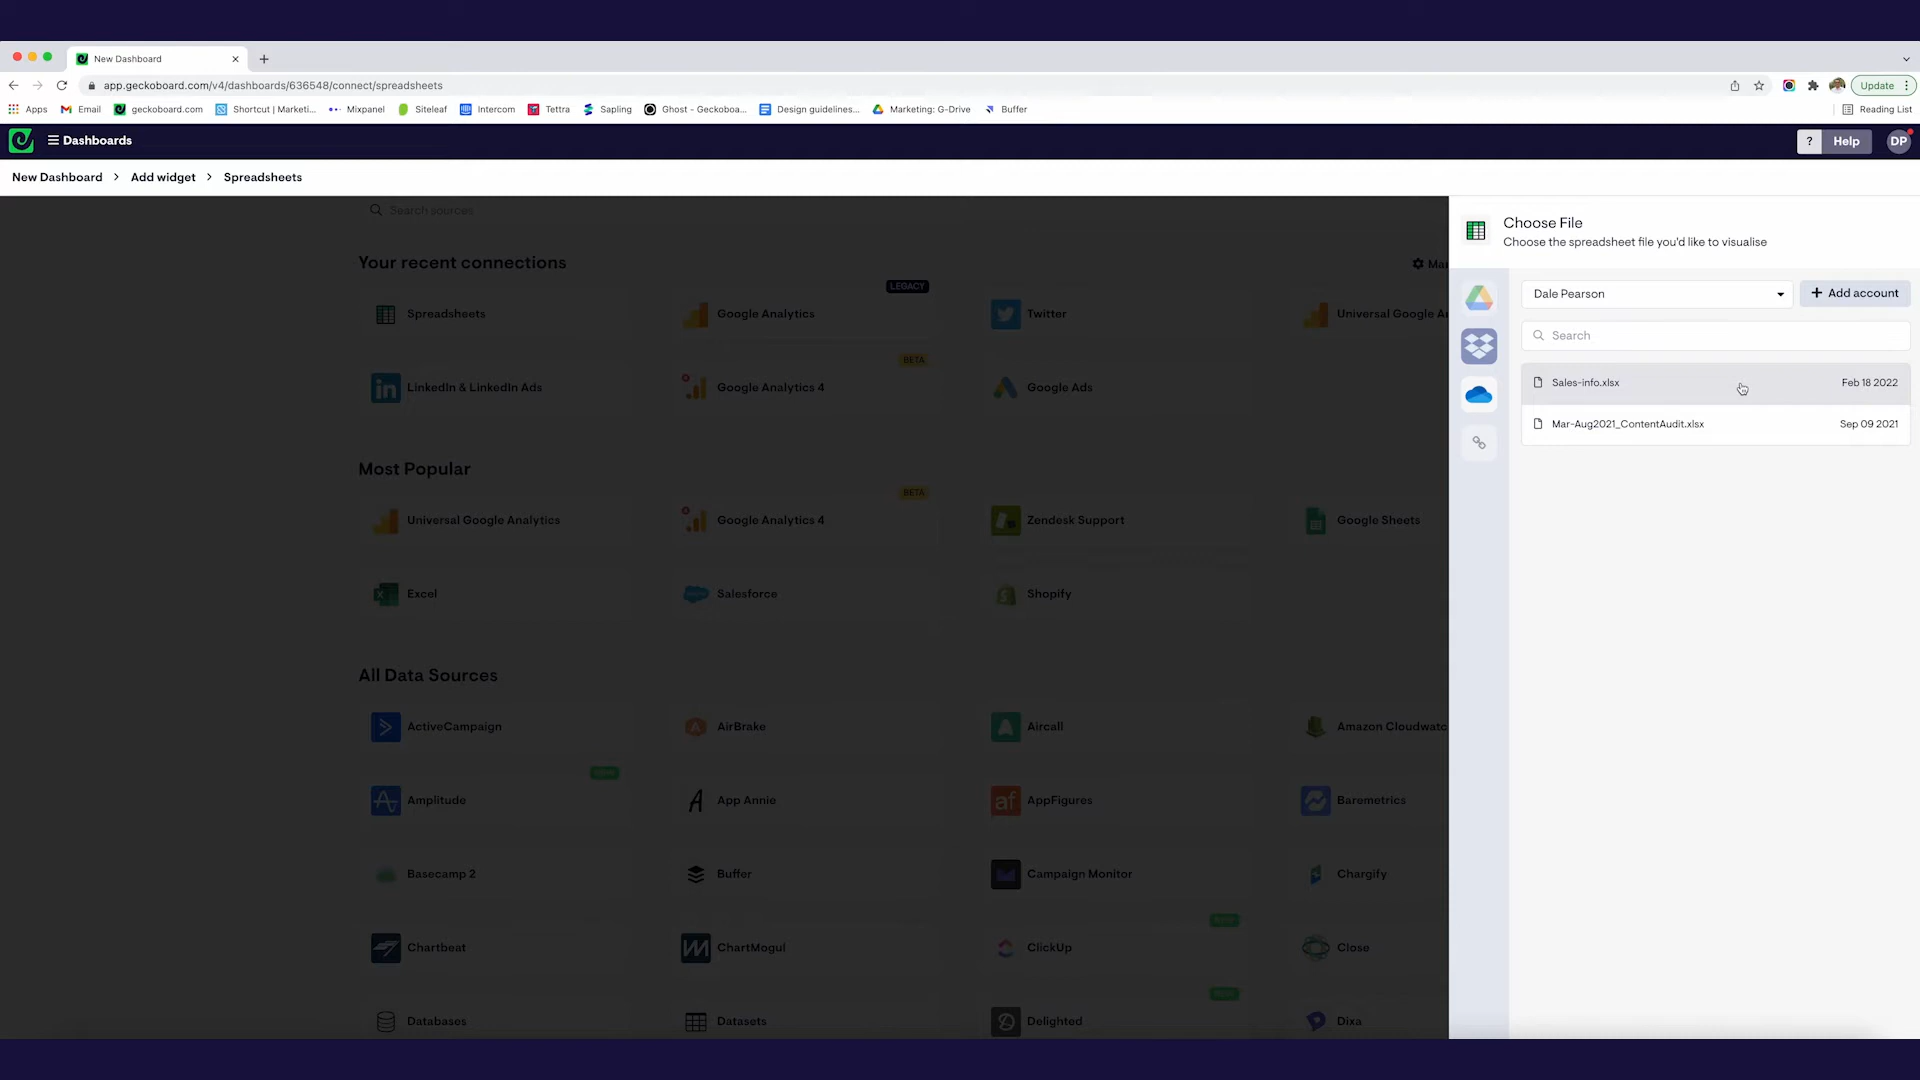 New Dashboard
app.geckoboard.com/v4/dashboards/636548/connect/spreadsheets
Update
Apps Email geckoboard.com Shortcut | Marketi... Mixpanel Siteleaf Intercom Tettra Sapling Ghost - Geckoboa... Design guidelines... Marketing: G-Drive Buffer Reading List
Dashboards
? Help DP
New Dashboard > Add widget > Spreadsheets
Search sources
Your recent connections
LEGACY
Spreadsheets Google Analytics Twitter Universal Google An
BETA
LinkedIn & LinkedIn Ads Google Analytics 4 Google Ads
Most Popular
BETA
Universal Google Analytics Google Analytics 4 Zendesk Support Google Sheets
Excel Salesforce Shopify
All Data Sources
ActiveCampaign AirBrake Aircall Amazon Cloudwatc
Amplitude App Annie AppFigures Baremetrics
Basecamp 2 Buffer Campaign Monitor Chargify
Chartbeat ChartMogul ClickUp Close
Databases Datasets Delighted Dixa
Choose File
Choose the spreadsheet file you'd like to visualise
Dale Pearson
+ Add account
Search
Sales-info.xlsx Feb 18 2022
Mar-Aug2021_ContentAudit.xlsx Sep 09 2021